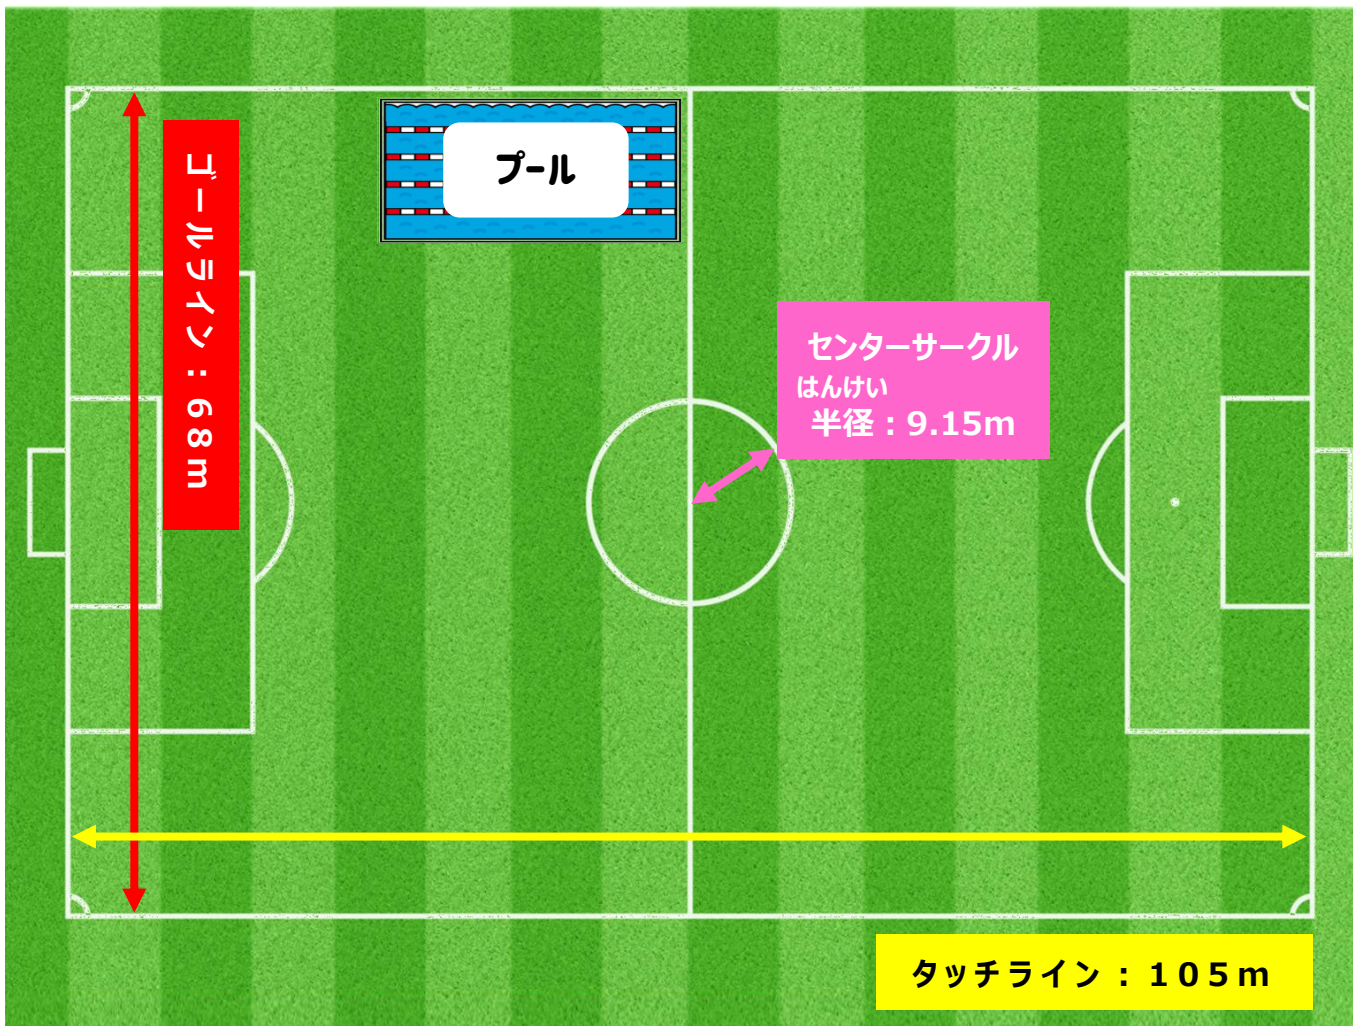 プール
ゴールライン：68m
センターサークル
はんけい
半径：9.15m
タッチライン：105m